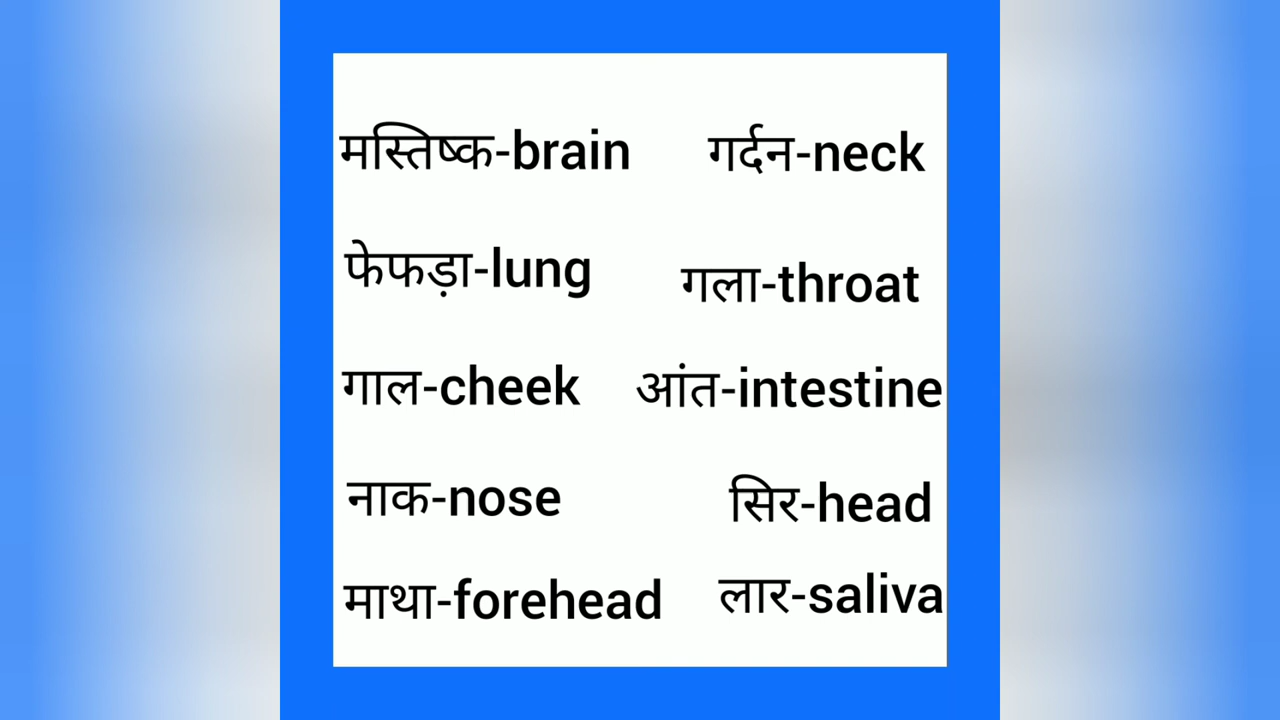 मस्तिष्क-brain गर्दन-neck
फेफड़ा-lung गला-throat
गाल-cheek आंत-intestine
नाक-nose सिर-head
माथा-forehead लार-saliva